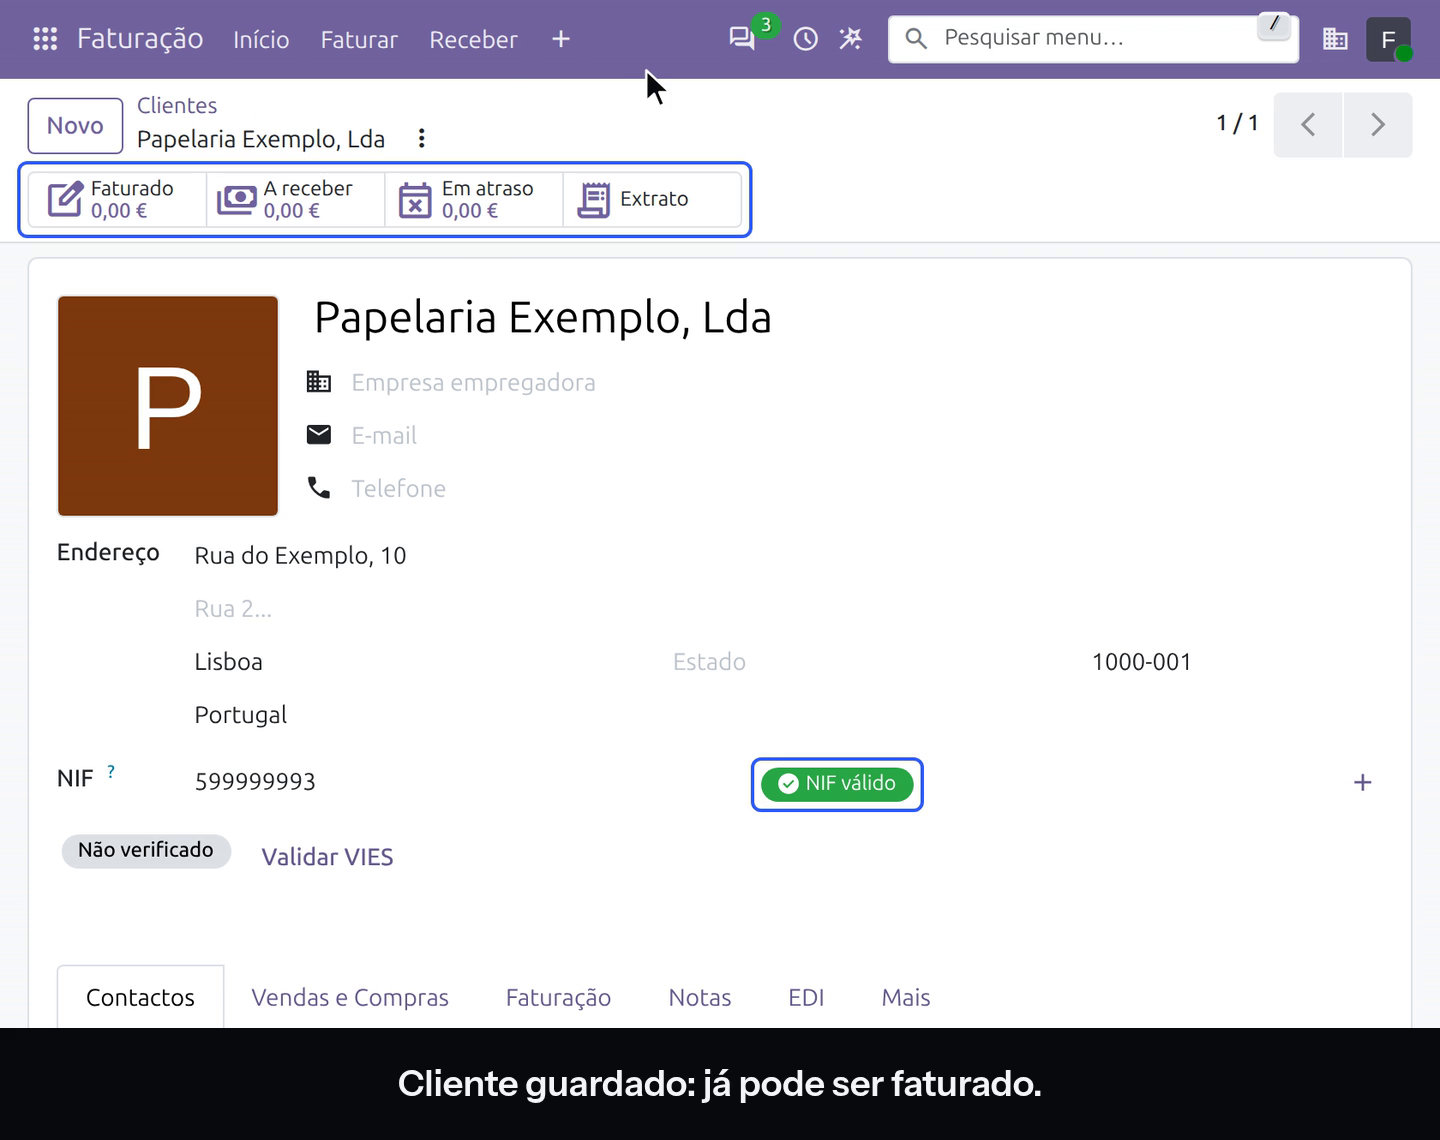 Faturação Início Faturar Receber + 3 Pesquisar menu... / F
Novo
Clientes
Papelaria Exemplo, Lda
1 / 1
Faturado
0,00 €
A receber
0,00 €
Em atraso
0,00 €
Extrato
P
Papelaria Exemplo, Lda
Empresa empregadora
E-mail
Telefone
Endereço
Rua do Exemplo, 10
Rua 2...
Lisboa Estado 1000-001
Portugal
NIF ? 599999993 NIF válido +
Não verificado Validar VIES
Contactos Vendas e Compras Faturação Notas EDI Mais
Cliente guardado: já pode ser faturado.